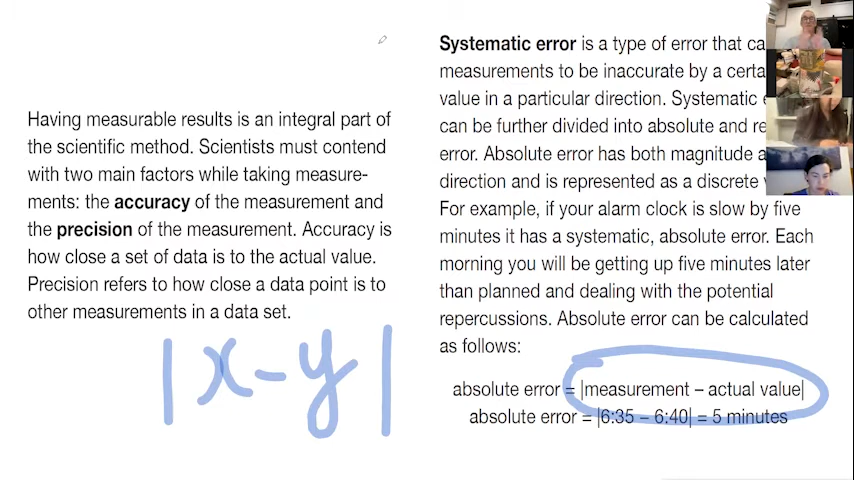 Having measurable results is an integral part of
the scientific method. Scientists must contend
with two main factors while taking measure-
ments: the accuracy of the measurement and
the precision of the measurement. Accuracy is
how close a set of data is to the actual value.
Precision refers to how close a data point is to
other measurements in a data set.
|x-y|
Systematic error is a type of error that
measurements to be inaccurate by a
value in a particular direction. Systematic
can be further divided into absolute and
error. Absolute error has both magnitude
direction and is represented as a discrete
For example, if your alarm clock is slow by five
minutes it has a systematic, absolute error. Each
morning you will be getting up five minutes later
than planned and dealing with the potential
repercussions. Absolute error can be calculated
as follows:
absolute error = |measurement – actual value|
absolute error = |6:35 – 6:40| = 5 minutes